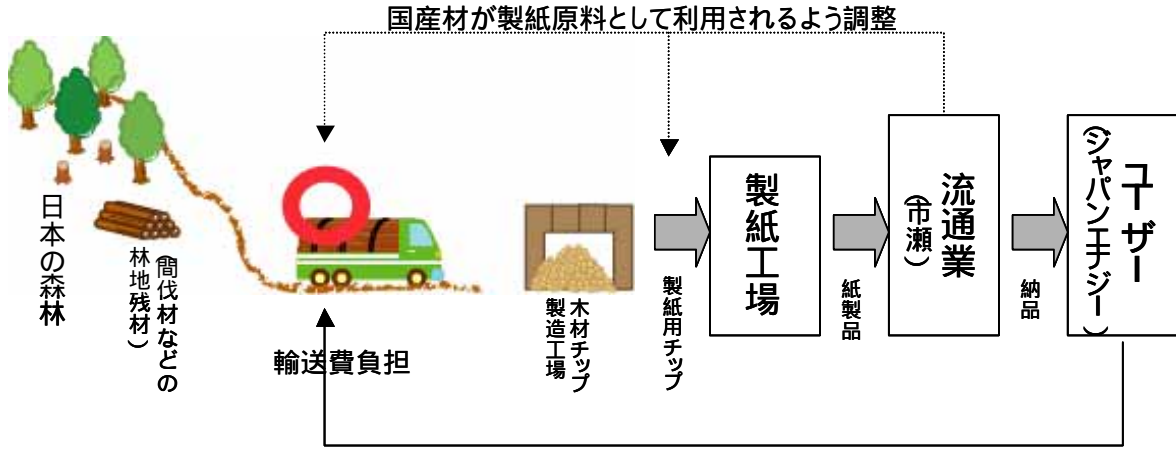 国産材が製紙原料として利用されるよう調整
日本の森林
(間伐材などの
林地残材)
輸送費負担
木材チップ
製造工場
製紙用チップ
製紙工場
紙製品
流通業
(市瀬)
納品
ユーザー
(ジャパンエナジー)